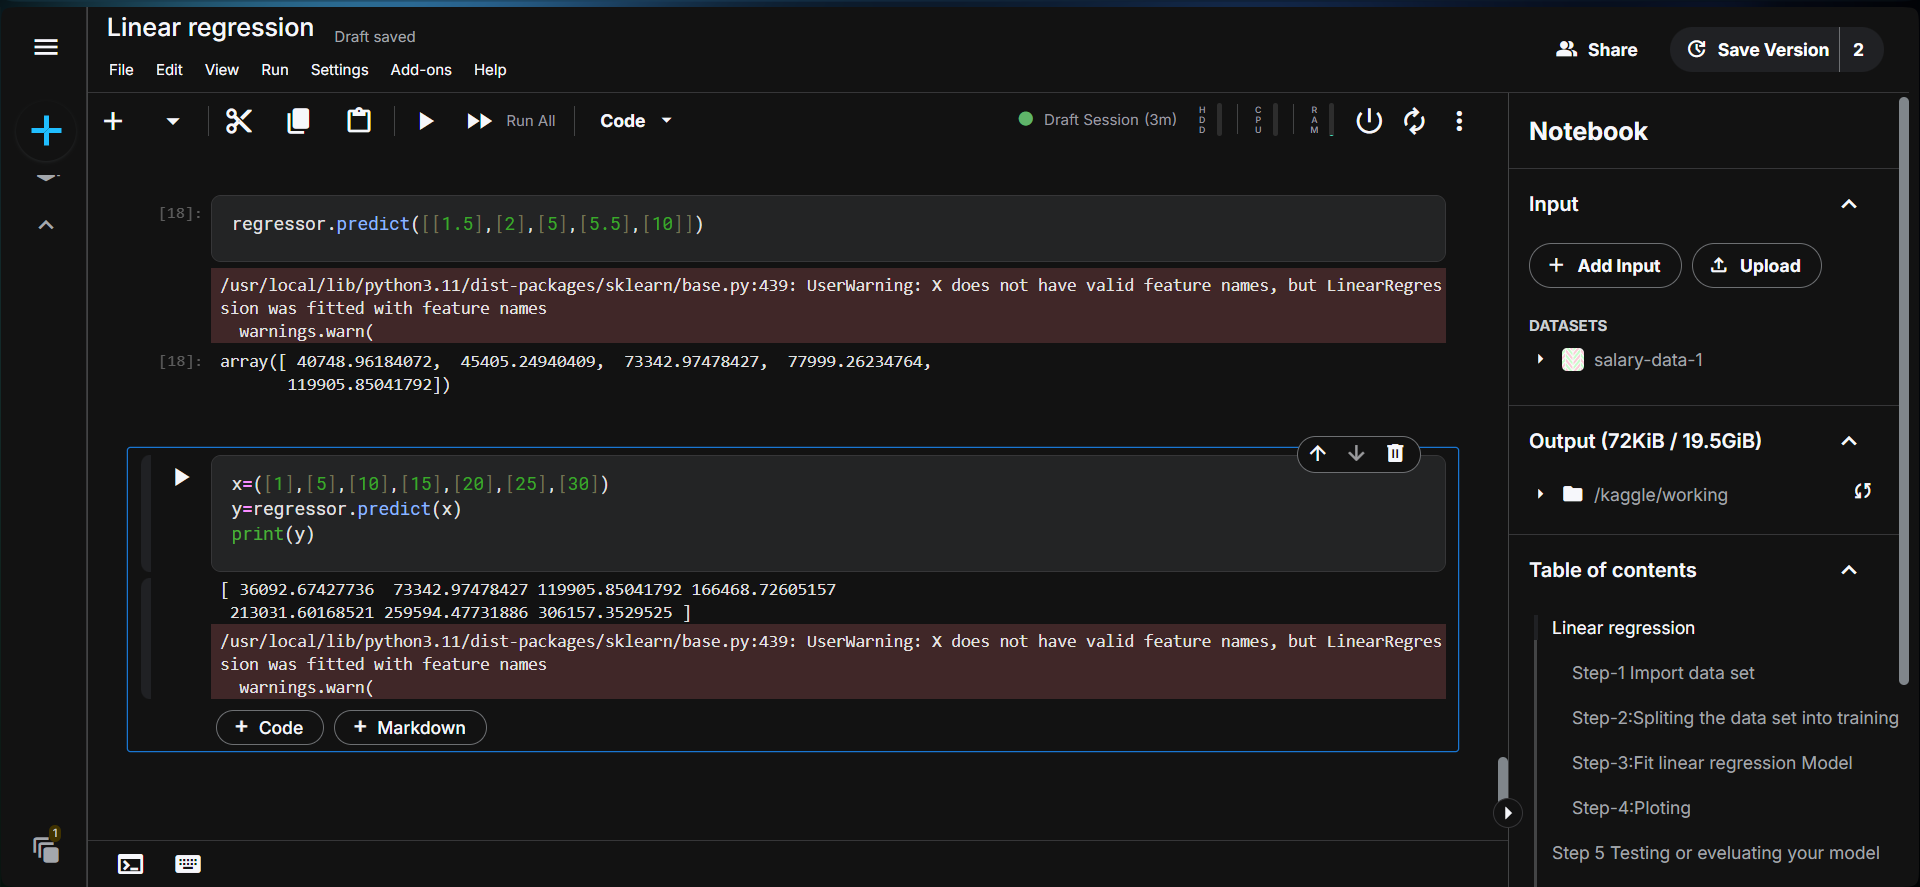 Linear regression Draft saved
File Edit View Run Settings Add-ons Help
Share
Save Version 2
Run All
Code
Draft Session (3m)
HDD
CPU
RAM
[18]:
regressor.predict([[1.5],[2],[5],[5.5],[10]])
/usr/local/lib/python3.11/dist-packages/sklearn/base.py:439: UserWarning: X does not have valid feature names, but LinearRegres
sion was fitted with feature names
warnings.warn(
[18]:
array([ 40748.96184072, 45405.24940409, 73342.97478427, 77999.26234764,
119905.85041792])
x=([1],[5],[10],[15],[20],[25],[30])
y=regressor.predict(x)
print(y)
[ 36092.67427736 73342.97478427 119905.85041792 166468.72605157
213031.60168521 259594.47731886 306157.3529525 ]
/usr/local/lib/python3.11/dist-packages/sklearn/base.py:439: UserWarning: X does not have valid feature names, but LinearRegres
sion was fitted with feature names
warnings.warn(
+ Code
+ Markdown
1
Notebook
Input
+ Add Input
Upload
DATASETS
salary-data-1
Output (72KiB / 19.5GiB)
/kaggle/working
Table of contents
Linear regression
Step-1 Import data set
Step-2:Spliting the data set into training
Step-3:Fit linear regression Model
Step-4:Ploting
Step 5 Testing or eveluating your model